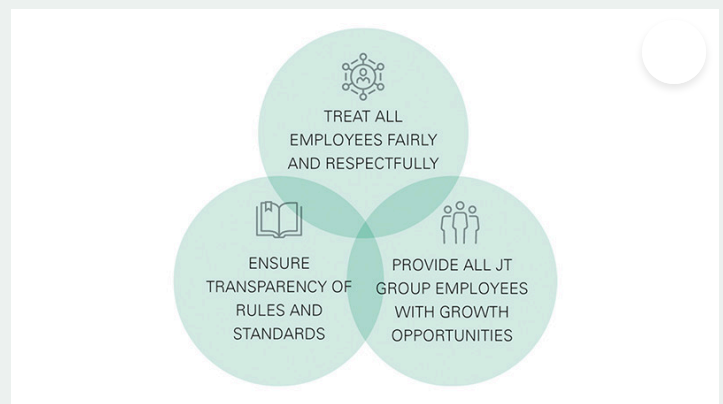 TREAT ALL
EMPLOYEES FAIRLY
AND RESPECTFULLY
ENSURE
TRANSPARENCY OF
RULES AND
STANDARDS
PROVIDE ALL JT
GROUP EMPLOYEES
WITH GROWTH
OPPORTUNITIES